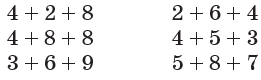 4 + 2 + 8 2 + 6 + 4
4 + 8 + 8 4 + 5 + 3
3 + 6 + 9 5 + 8 + 7